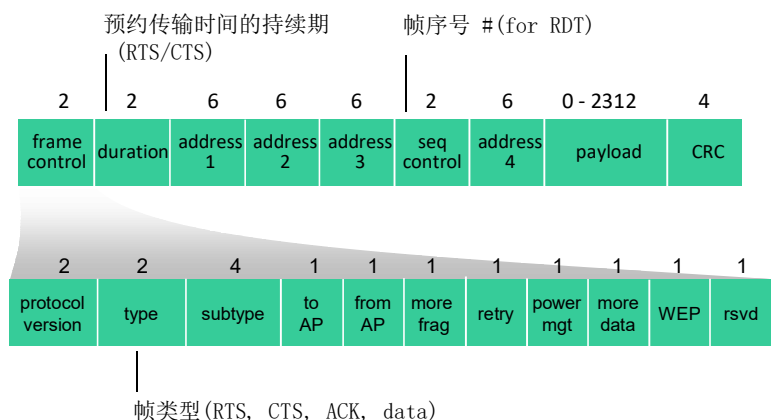 预约传输时间的持续期
(RTS/CTS)
帧序号 #(for RDT)
2 2 6 6 6 2 6 0 - 2312 4
frame control
duration
address 1
address 2
address 3
seq control
address 4
payload
CRC
2 2 4 1 1 1 1 1 1 1 1
protocol version
type
subtype
to AP
from AP
more frag
retry
power mgt
more data
WEP
rsvd
帧类型(RTS, CTS, ACK, data)